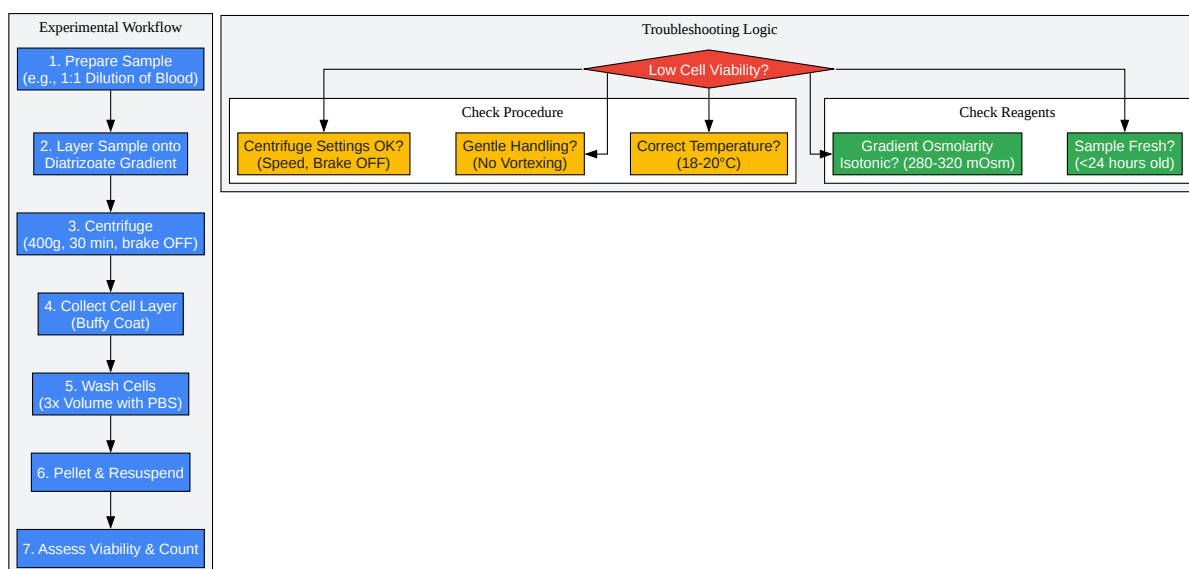 Experimental Workflow
1. Prepare Sample
(e.g., 1:1 Dilution of Blood)
2. Layer Sample onto
Diatrizoate Gradient
3. Centrifuge
(400g, 30 min, brake OFF)
4. Collect Cell Layer
(Buffy Coat)
5. Wash Cells
(3x Volume with PBS)
6. Pellet & Resuspend
7. Assess Viability & Count
Troubleshooting Logic
Low Cell Viability?
Check Procedure
Centrifuge Settings OK?
(Speed, Brake OFF)
Gentle Handling?
(No Vortexing)
Correct Temperature?
(18-20°C)
Check Reagents
Gradient Osmolarity
Isotonic? (280-320 mOsm)
Sample Fresh?
(<24 hours old)